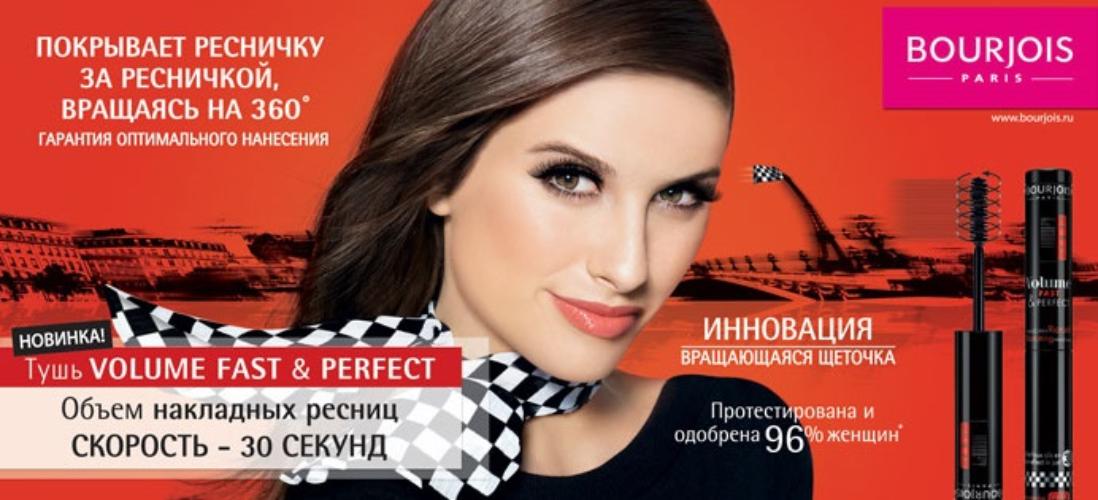 ПОКРЫВАЕТ РЕСНИЧКУ
ЗА РЕСНИЧКОЙ,
ВРАЩАЯСЬ НА 360°
ГАРАНТИЯ ОПТИМАЛЬНОГО НАНЕСЕНИЯ
BOURJOIS
PARIS
www.bourjois.ru
НОВИНКА!
Тушь VOLUME FAST & PERFECT
Объем накладных ресниц
СКОРОСТЬ – 30 СЕКУНД
ИННОВАЦИЯ
ВРАЩАЮЩАЯСЯ ЩЕТОЧКА
Протестирована и
одобрена 96% женщин*
BOURJOIS
PARIS
Volume
FAST
& PERFECT